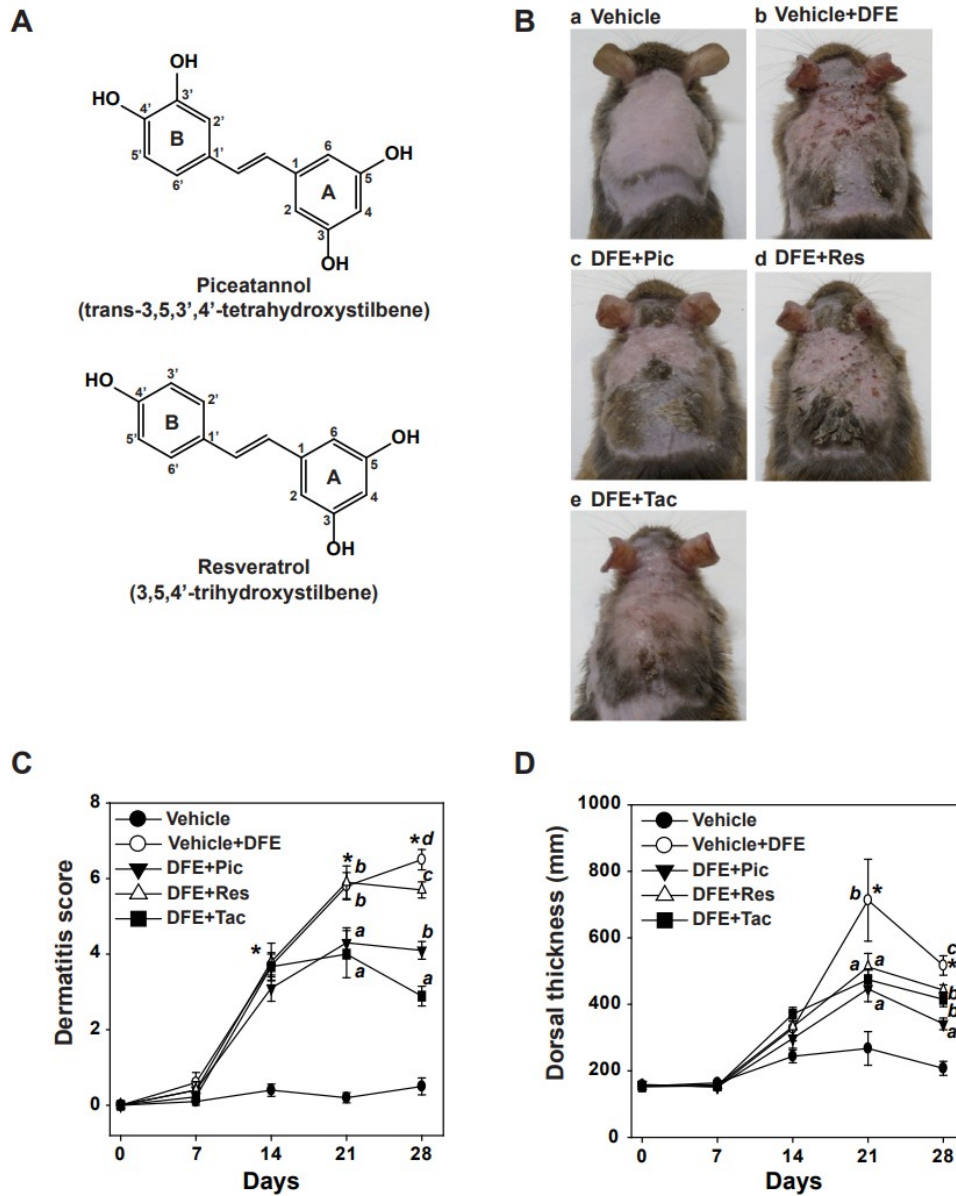 A
OH
HO
3'
4'
2'
B
5'
1'
6'
6
OH
1
5
A
2
4
3
OH
Piceatannol
(trans-3,5,3',4'-tetrahydroxystilbene)
HO
3'
4'
2'
B
5'
1'
6'
6
OH
1
5
A
2
4
3
OH
Resveratrol
(3,5,4'-trihydroxystilbene)
B
a Vehicle
b Vehicle+DFE
c DFE+Pic
d DFE+Res
e DFE+Tac
C
8
6
4
2
0
Dermatitis score
Vehicle
Vehicle+DFE
DFE+Pic
DFE+Res
DFE+Tac
*
* b
b
a
a
*d
c
b
a
0 7 14 21 28
Days
D
1000
800
600
400
200
0
Dorsal thickness (mm)
Vehicle
Vehicle+DFE
DFE+Pic
DFE+Res
DFE+Tac
b *
a a
a
c
*
b
b
a
0 7 14 21 28
Days